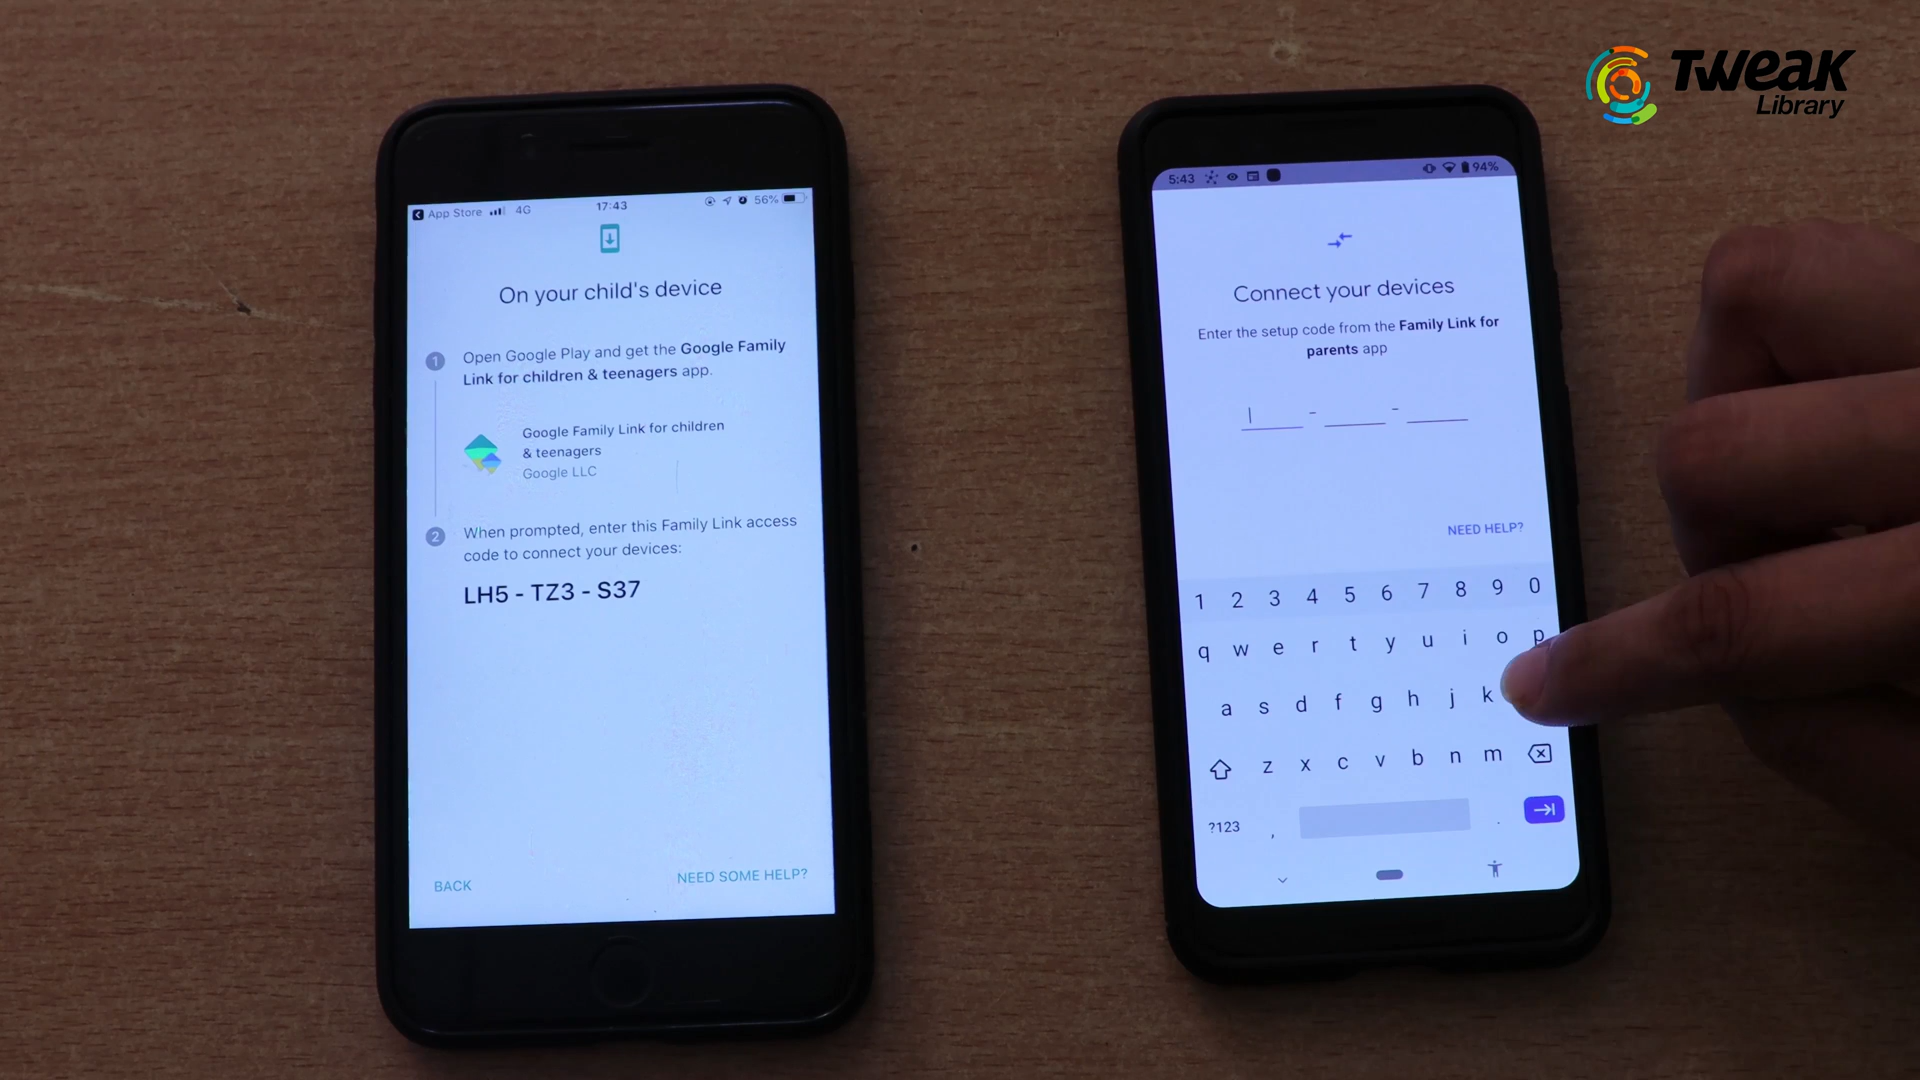 TWEAK
Library
App Store 4G 17:43 56%
On your child's device
1 Open Google Play and get the Google Family
Link for children & teenagers app.
Google Family Link for children
& teenagers
Google LLC
2 When prompted, enter this Family Link access
code to connect your devices:
LH5 - TZ3 - S37
BACK NEED SOME HELP?
5:43 94%
Connect your devices
Enter the setup code from the Family Link for
parents app
- -
NEED HELP?
1 2 3 4 5 6 7 8 9 0
q w e r t y u i o p
a s d f g h j k
z x c v b n m
?123 , .